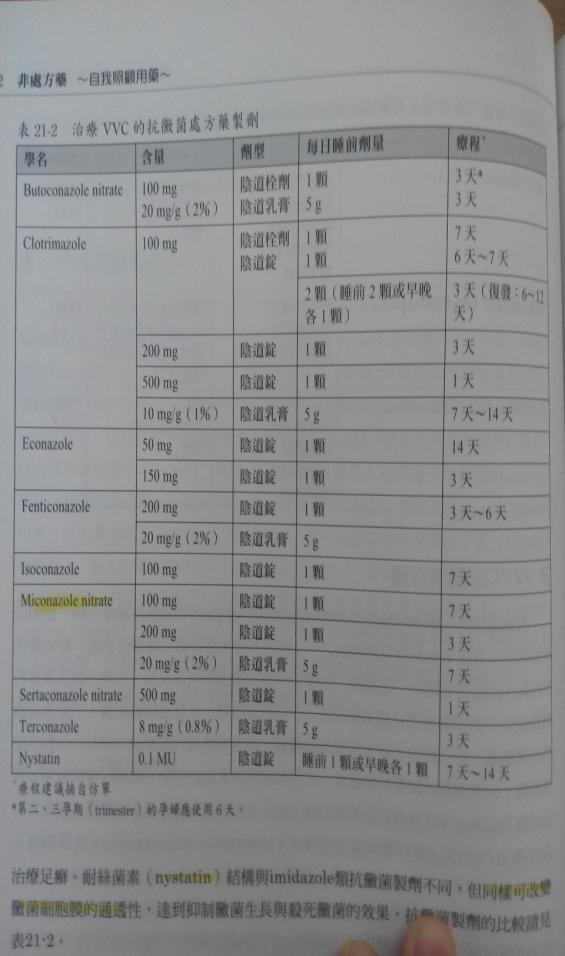 2 非處方藥 ～自我照顧用藥～
表 21-2 治療 VVC 的抗黴菌處方藥製劑
學名 含量 劑型 每日睡前劑量 療程*
Butoconazole nitrate 100 mg 陰道栓劑 1 顆 3 天#
20 mg/g（2%） 陰道乳膏 5 g 3 天
Clotrimazole 100 mg 陰道栓劑 1 顆 7 天
陰道錠 1 顆 6 天～7 天
2 顆（睡前 2 顆或早晚 3 天（復發：6~12
各 1 顆） 天）
200 mg 陰道錠 1 顆 3 天
500 mg 陰道錠 1 顆 1 天
10 mg/g（1%） 陰道乳膏 5 g 7 天～14 天
Econazole 50 mg 陰道錠 1 顆 14 天
150 mg 陰道錠 1 顆 3 天
Fenticonazole 200 mg 陰道錠 1 顆 3 天～6 天
20 mg/g（2%） 陰道乳膏 5 g
Isoconazole 100 mg 陰道錠 1 顆 7 天
Miconazole nitrate 100 mg 陰道錠 1 顆 7 天
200 mg 陰道錠 1 顆 3 天
20 mg/g（2%） 陰道乳膏 5 g 7 天
Sertaconazole nitrate 500 mg 陰道錠 1 顆 1 天
Terconazole 8 mg/g（0.8%） 陰道乳膏 5 g 3 天
Nystatin 0.1 MU 陰道錠 睡前 1 顆或早晚各 1 顆 7 天～14 天
*療程建議摘自仿單
#第二、三孕期（trimester）的孕婦應使用 6 天。
治療足癬。耐絲菌素（nystatin）結構與imidazole類抗黴菌製劑不同，但同樣可改變
黴菌細胞膜的通透性，達到抑制黴菌生長與殺死黴菌的效果。抗黴菌製劑的比較請見
表21-2。